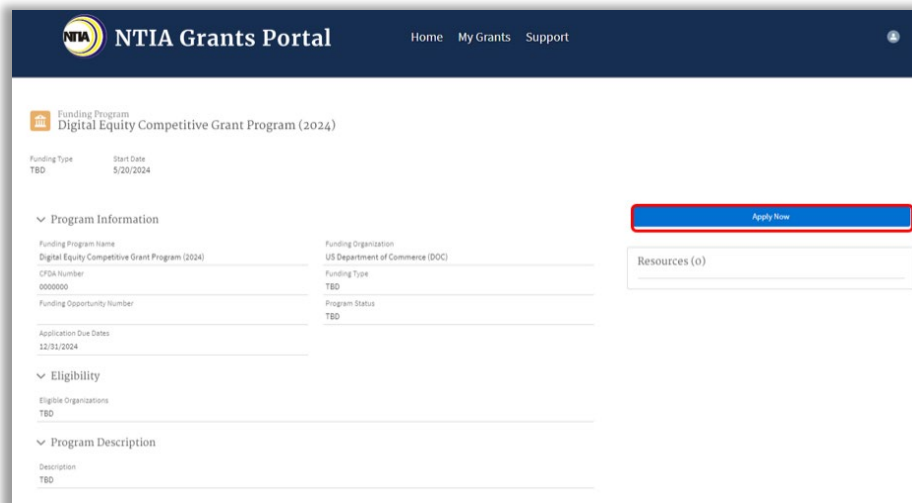 NTIA NTIA Grants Portal Home My Grants Support
Funding Program
Digital Equity Competitive Grant Program (2024)
Funding Type Start Date
TBD 5/20/2024
Program Information
Funding Program Name Funding Organization
Digital Equity Competitive Grant Program (2024) US Department of Commerce (DOC)
CFDA Number Funding Type
0000000 TBD
Funding Opportunity Number Program Status
TBD
Application Due Dates
12/31/2024
Eligibility
Eligible Organizations
TBD
Program Description
Description
TBD
Apply Now
Resources (0)